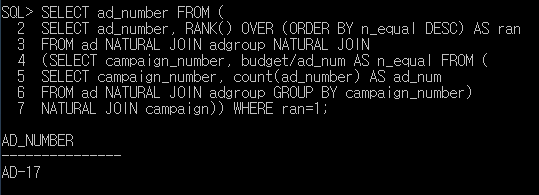 SQL> SELECT ad_number FROM (
2 SELECT ad_number, RANK() OVER (ORDER BY n_equal DESC) AS ran
3 FROM ad NATURAL JOIN adgroup NATURAL JOIN
4 (SELECT campaign_number, budget/ad_num AS n_equal FROM (
5 SELECT campaign_number, count(ad_number) AS ad_num
6 FROM ad NATURAL JOIN adgroup GROUP BY campaign_number)
7 NATURAL JOIN campaign)) WHERE ran=1;
AD_NUMBER
---------------
AD-17